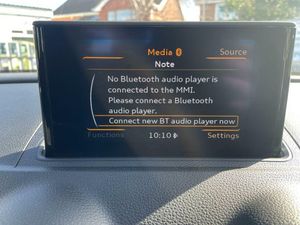 Media Source
Note
No Bluetooth audio player is
connected to the MMI.
Please connect a Bluetooth
audio player.
Connect new BT audio player now
Functions 10:10 Settings